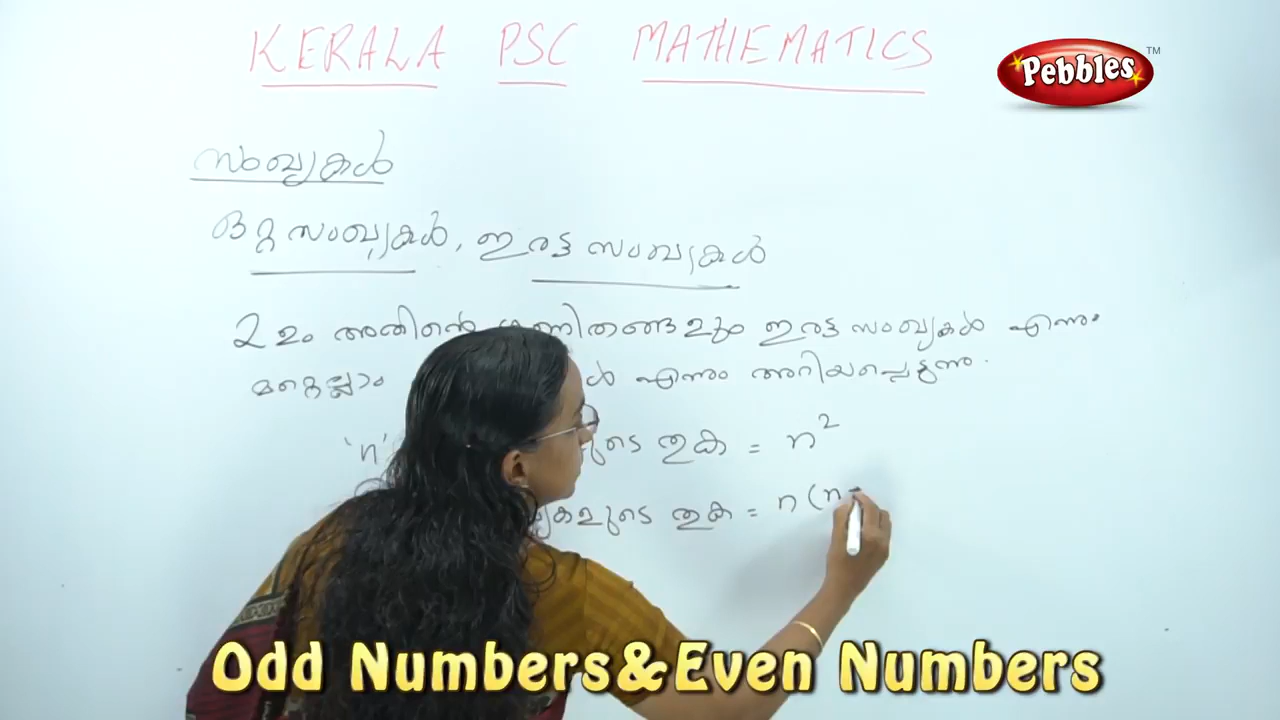 KERALA PSC MATHEMATICS
Pebbles TM
സംഖ്യകൾ
ഒറ്റ സംഖ്യകൾ, ഇരട്ട സംഖ്യകൾ
2 ഉം അതിന്റെ ഗുണിതങ്ങളും ഇരട്ട സംഖ്യകൾ എന്നും
മറ്റെല്ലാം എന്നും അറിയപ്പെടുന്നു.
'n' തുക = n²
തുക = n (n
Odd Numbers&Even Numbers